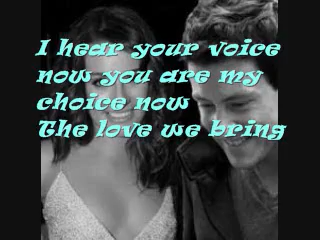 I hear your voice
now you are my
choice now
The love we bring